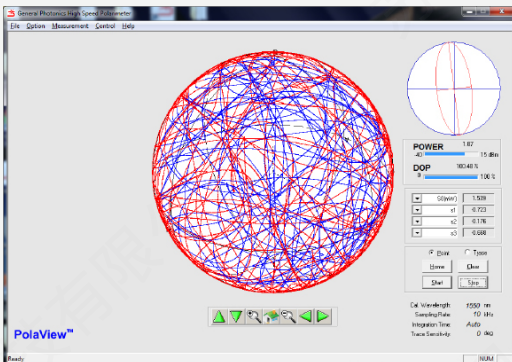 General Photonics High Speed Polarimeter
File Option Measurement Control Help
POWER 1.87
-40 15 dBm
DOP 100.48 %
0 100 %
S0(mW) 1.539
s1 0.723
s2 0.176
s3 0.668
Point Trace
Home Clear
Start Stop
Cal. Wavelength 1550 nm
Sampling Rate 10 kHz
Integration Time Auto
Trace Sensitivity 0 deg
PolaView™
Ready NUM